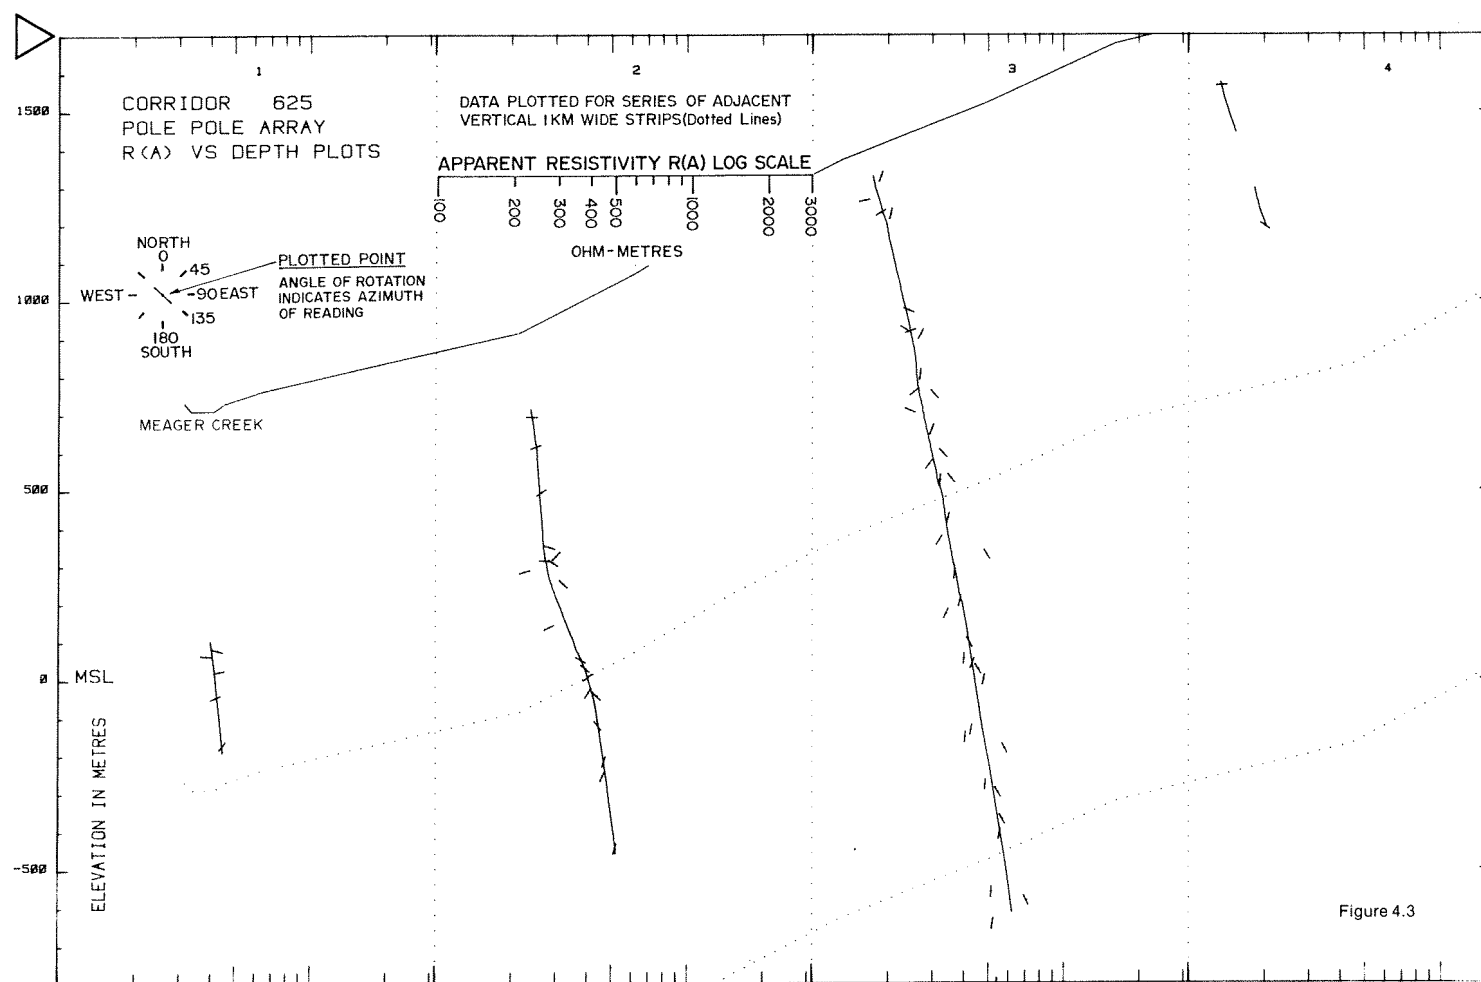 1
2
3
4
CORRIDOR 625
POLE POLE ARRAY
R(A) VS DEPTH PLOTS
DATA PLOTTED FOR SERIES OF ADJACENT
VERTICAL 1KM WIDE STRIPS(Dotted Lines)
APPARENT RESISTIVITY R(A) LOG SCALE
100
200
300
400
500
1000
2000
3000
OHM-METRES
NORTH
0
45
WEST
90 EAST
135
180
SOUTH
PLOTTED POINT
ANGLE OF ROTATION
INDICATES AZIMUTH
OF READING
MEAGER CREEK
1500
1000
500
0
MSL
-500
ELEVATION IN METRES
Figure 4.3